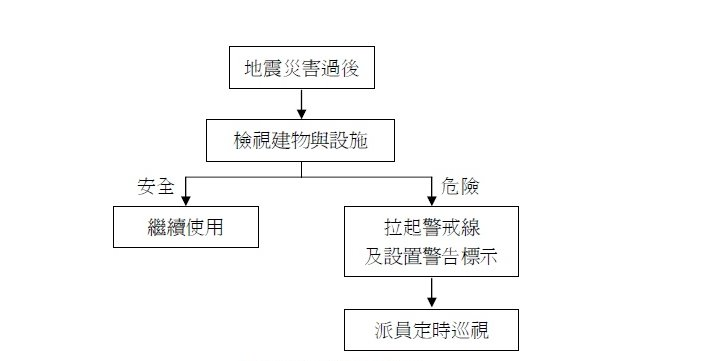 地震災害過後
檢視建物與設施
安全
危險
繼續使用
拉起警戒線
及設置警告標示
派員定時巡視